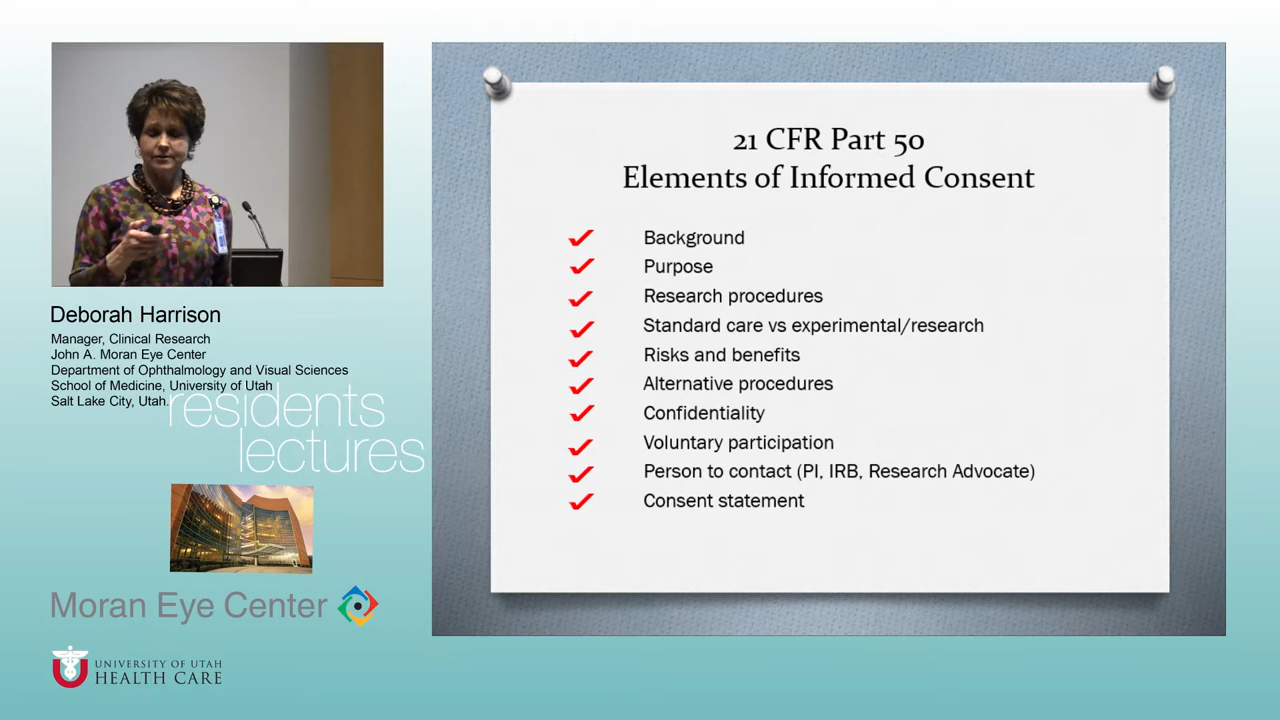 Deborah Harrison
Manager, Clinical Research
John A. Moran Eye Center
Department of Ophthalmology and Visual Sciences
School of Medicine, University of Utah
Salt Lake City, Utah.
residents
lectures
Moran Eye Center
UNIVERSITY OF UTAH
HEALTH CARE
21 CFR Part 50
Elements of Informed Consent
Background
Purpose
Research procedures
Standard care vs experimental/research
Risks and benefits
Alternative procedures
Confidentiality
Voluntary participation
Person to contact (PI, IRB, Research Advocate)
Consent statement